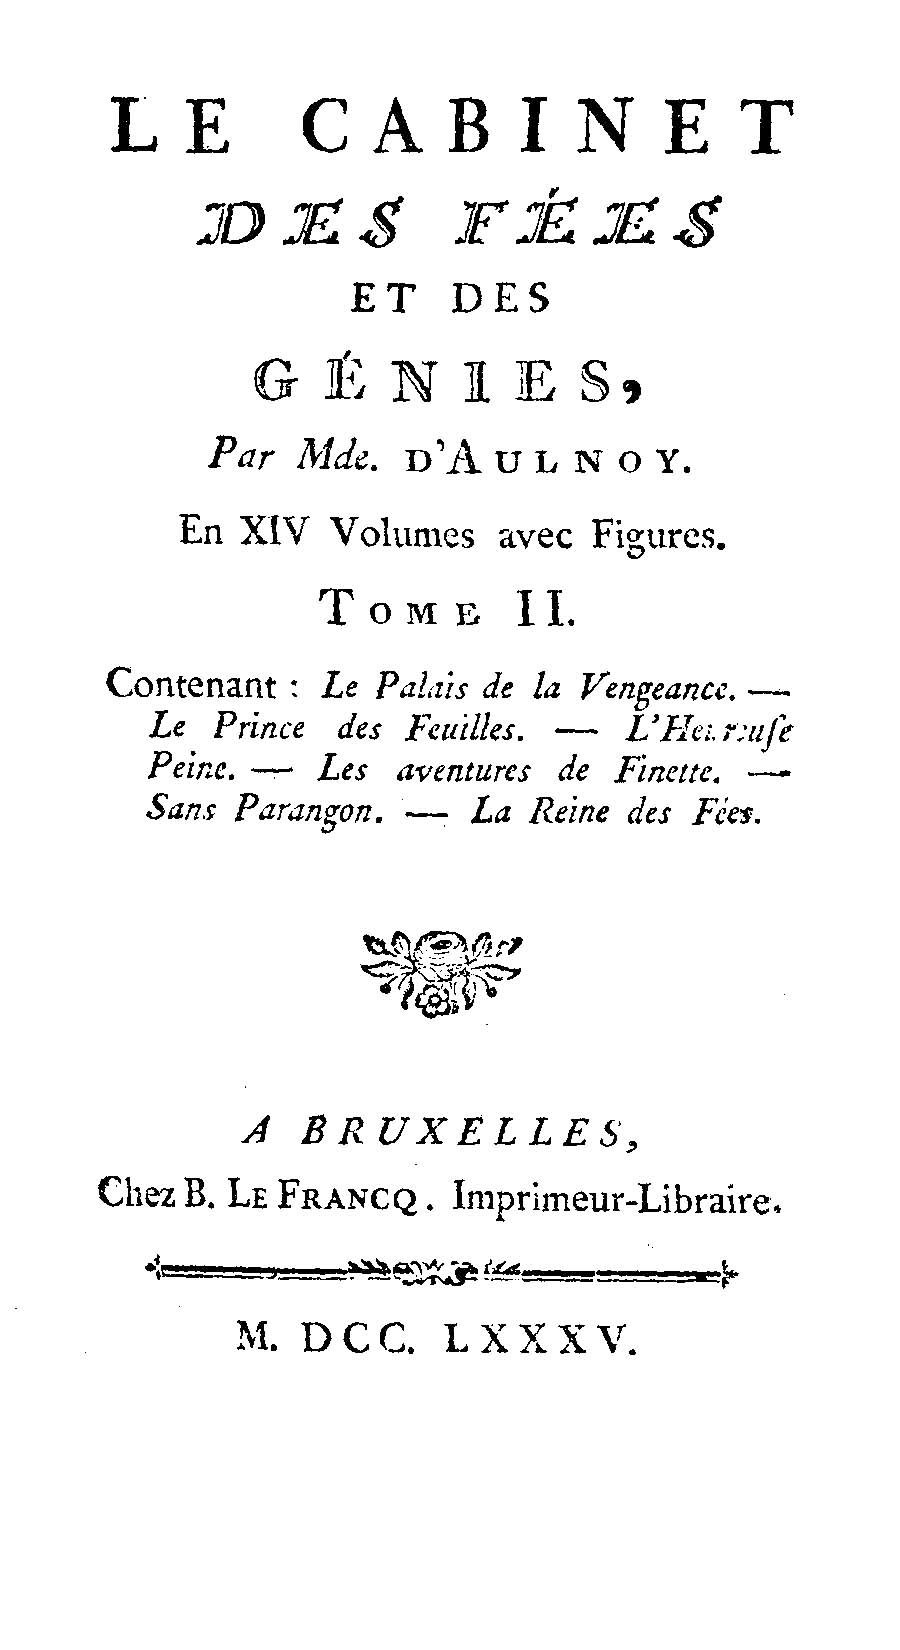 LE CABINET
DES FÉES
ET DES
GÉNIES,
Par Mde. D'AULNOY.
En XIV Volumes avec Figures.
TOME II.
Contenant : Le Palais de la Vengeance. —
Le Prince des Feuilles. — L'Heureuſe
Peine. — Les aventures de Finette. —
Sans Parangon. — La Reine des Fées.
A BRUXELLES,
Chez B. LE FRANCQ. Imprimeur-Libraire.
M. DCC. LXXXV.